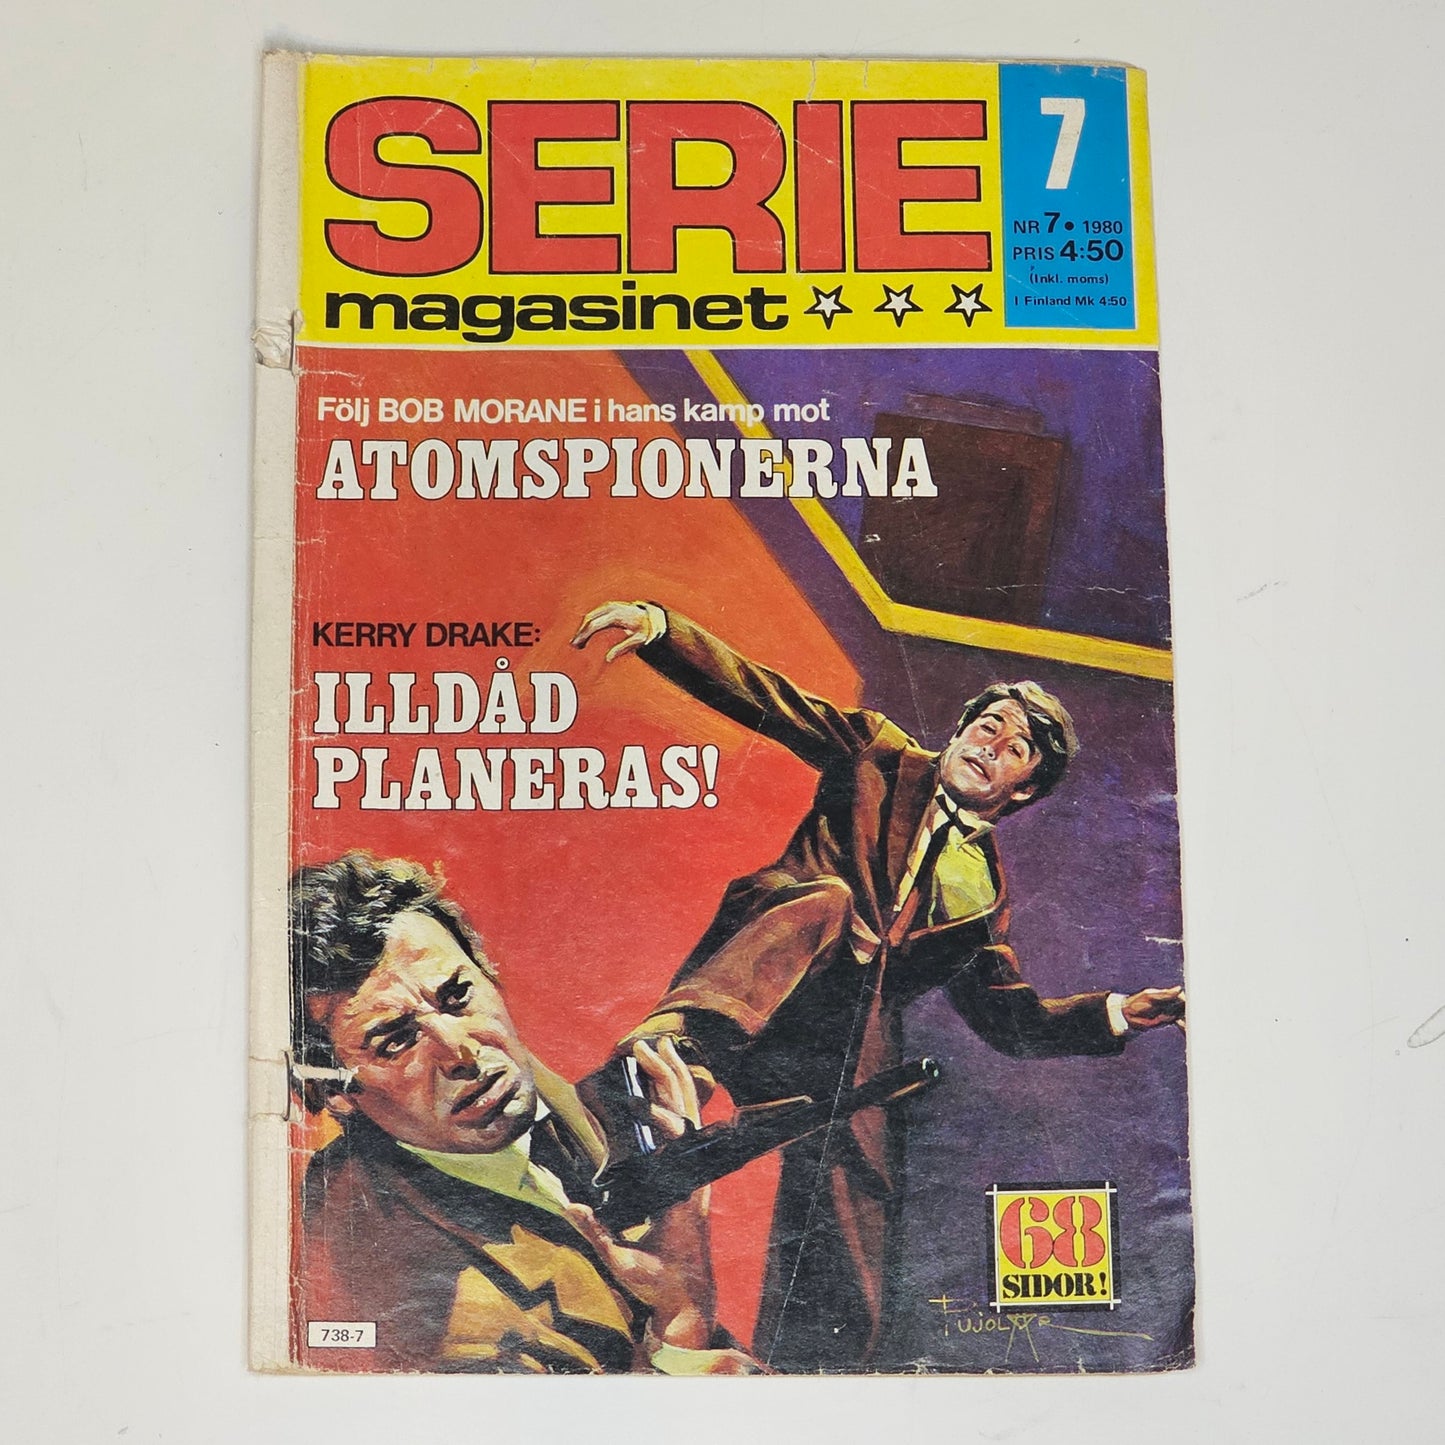 SERIE
magasinet
7
NR 7 • 1980
PRIS 4:50
(Inkl. moms)
I Finland Mk 4:50
Följ BOB MORANE i hans kamp mot
ATOMSPIONERNA
KERRY DRAKE:
ILLDÅD
PLANERAS!
68
SIDOR!
738-7